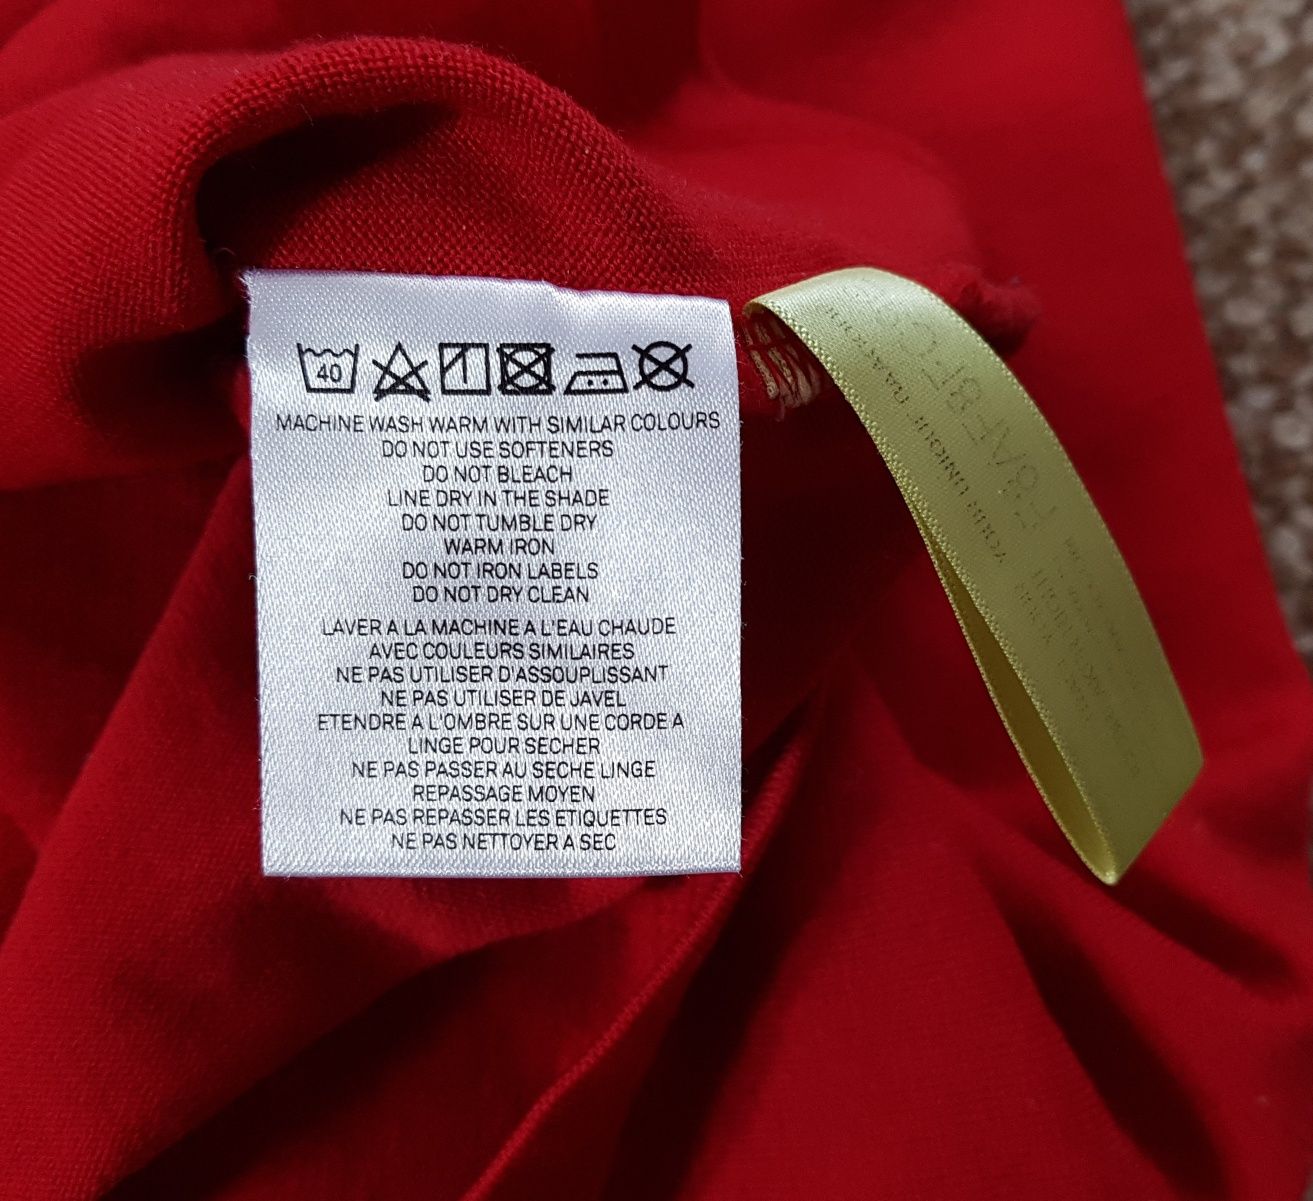 40
MACHINE WASH WARM WITH SIMILAR COLOURS
DO NOT USE SOFTENERS
DO NOT BLEACH
LINE DRY IN THE SHADE
DO NOT TUMBLE DRY
WARM IRON
DO NOT IRON LABELS
DO NOT DRY CLEAN
LAVER A LA MACHINE A L'EAU CHAUDE
AVEC COULEURS SIMILAIRES
NE PAS UTILISER D'ASSOUPLISSANT
NE PAS UTILISER DE JAVEL
ETENDRE A L'OMBRE SUR UNE CORDE A
LINGE POUR SECHER
NE PAS PASSER AU SECHE LINGE
REPASSAGE MOYEN
NE PAS REPASSER LES ETIQUETTES
NE PAS NETTOYER A SEC
YOUR UNIQUE